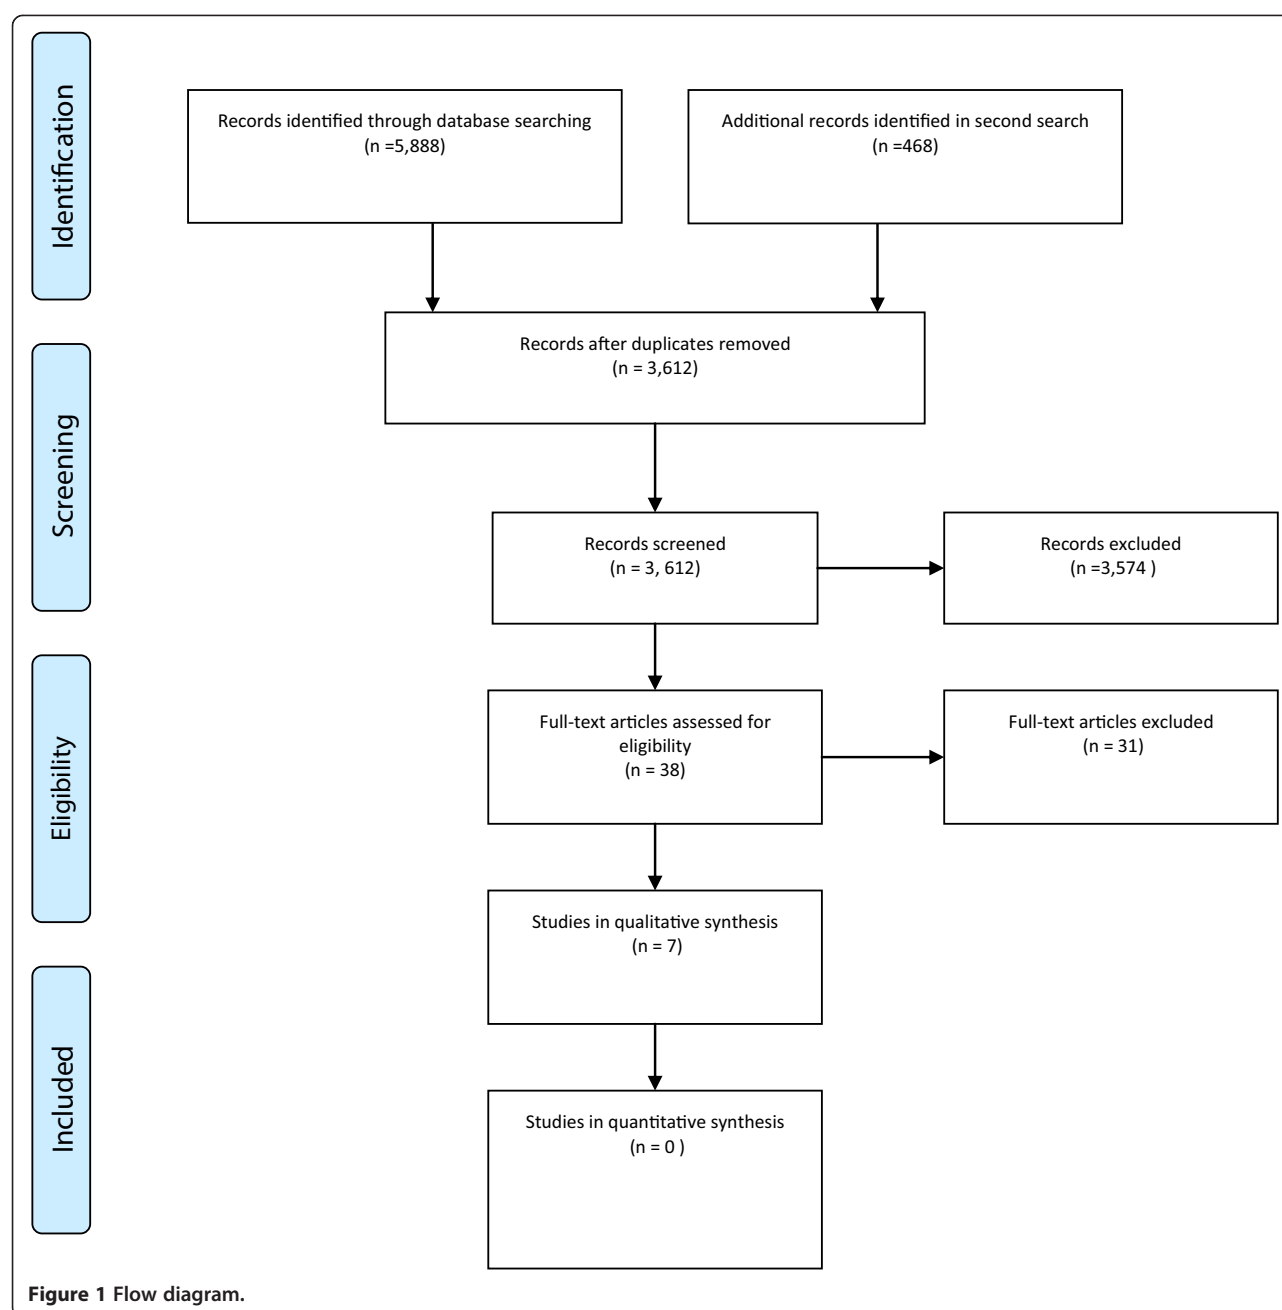 Identification
Records identified through database searching
(n =5,888)
Additional records identified in second search
(n =468)
Screening
Records after duplicates removed
(n = 3,612)
Records screened
(n = 3, 612)
Records excluded
(n =3,574 )
Eligibility
Full-text articles assessed for
eligibility
(n = 38)
Full-text articles excluded
(n = 31)
Studies in qualitative synthesis
(n = 7)
Included
Studies in quantitative synthesis
(n = 0 )
Figure 1 Flow diagram.